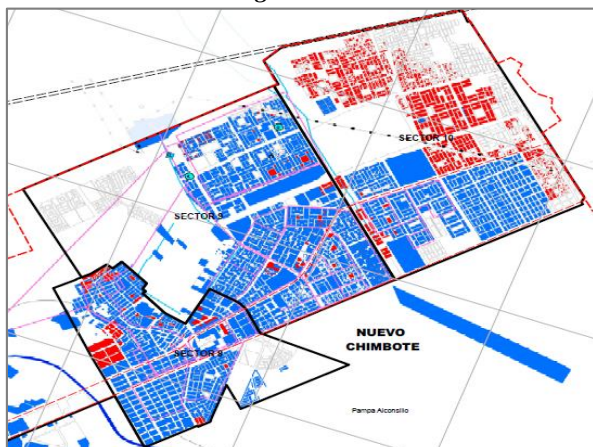 SECTOR 10
SECTOR 9
NUEVO
CHIMBOTE
SECTOR 8
Pampa Alconsillo